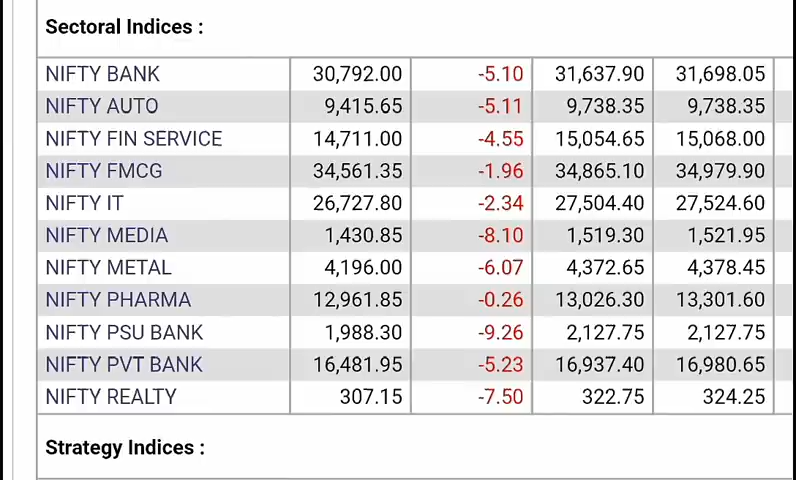 Sectoral Indices :
NIFTY BANK 30,792.00 -5.10 31,637.90 31,698.05
NIFTY AUTO 9,415.65 -5.11 9,738.35 9,738.35
NIFTY FIN SERVICE 14,711.00 -4.55 15,054.65 15,068.00
NIFTY FMCG 34,561.35 -1.96 34,865.10 34,979.90
NIFTY IT 26,727.80 -2.34 27,504.40 27,524.60
NIFTY MEDIA 1,430.85 -8.10 1,519.30 1,521.95
NIFTY METAL 4,196.00 -6.07 4,372.65 4,378.45
NIFTY PHARMA 12,961.85 -0.26 13,026.30 13,301.60
NIFTY PSU BANK 1,988.30 -9.26 2,127.75 2,127.75
NIFTY PVT BANK 16,481.95 -5.23 16,937.40 16,980.65
NIFTY REALTY 307.15 -7.50 322.75 324.25
Strategy Indices :